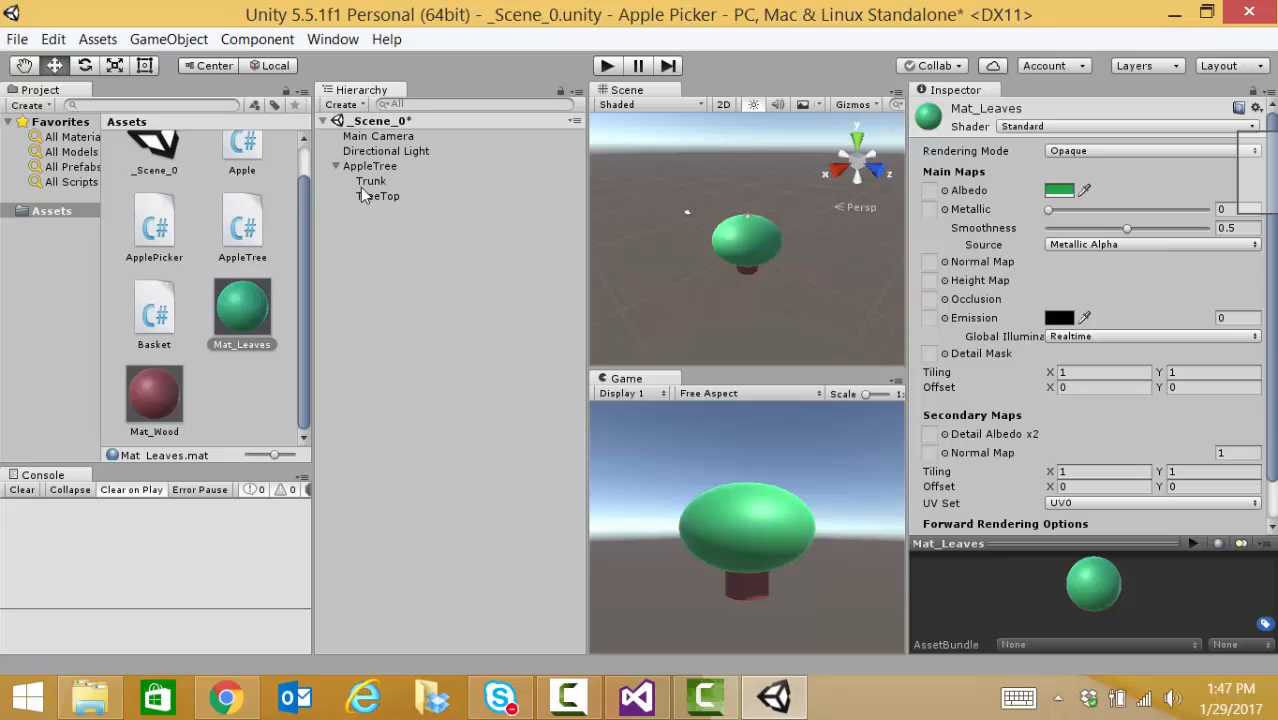 Unity 5.5.1f1 Personal (64bit) - _Scene_0.unity - Apple Picker - PC, Mac & Linux Standalone* <DX11>
File Edit Assets GameObject Component Window Help
Center Local Collab Account Layers Layout
Project
Create
Favorites
All Materia
All Models
All Prefabs
All Scripts
Assets
Assets
_Scene_0 Apple
C# C#
ApplePicker AppleTree
C#
Basket Mat_Leaves
Mat_Wood
Mat_Leaves.mat
Console
Clear Collapse Clear on Play Error Pause 0 0
Hierarchy
Create All
_Scene_0*
Main Camera
Directional Light
AppleTree
Trunk
Scene
Shaded 2D Gizmos
y
x z
Persp
Game
Display 1 Free Aspect Scale 1:
Inspector
Mat_Leaves
Shader Standard
Rendering Mode Opaque
Main Maps
Albedo
Metallic 0
Smoothness 0.5
Source Metallic Alpha
Normal Map
Height Map
Occlusion
Emission 0
Global Illumina Realtime
Detail Mask
Tiling X 1 Y 1
Offset X 0 Y 0
Secondary Maps
Detail Albedo x2
Normal Map 1
Tiling X 1 Y 1
Offset X 0 Y 0
UV Set UV0
Forward Rendering Options
Mat_Leaves
AssetBundle None None
1:47 PM
1/29/2017